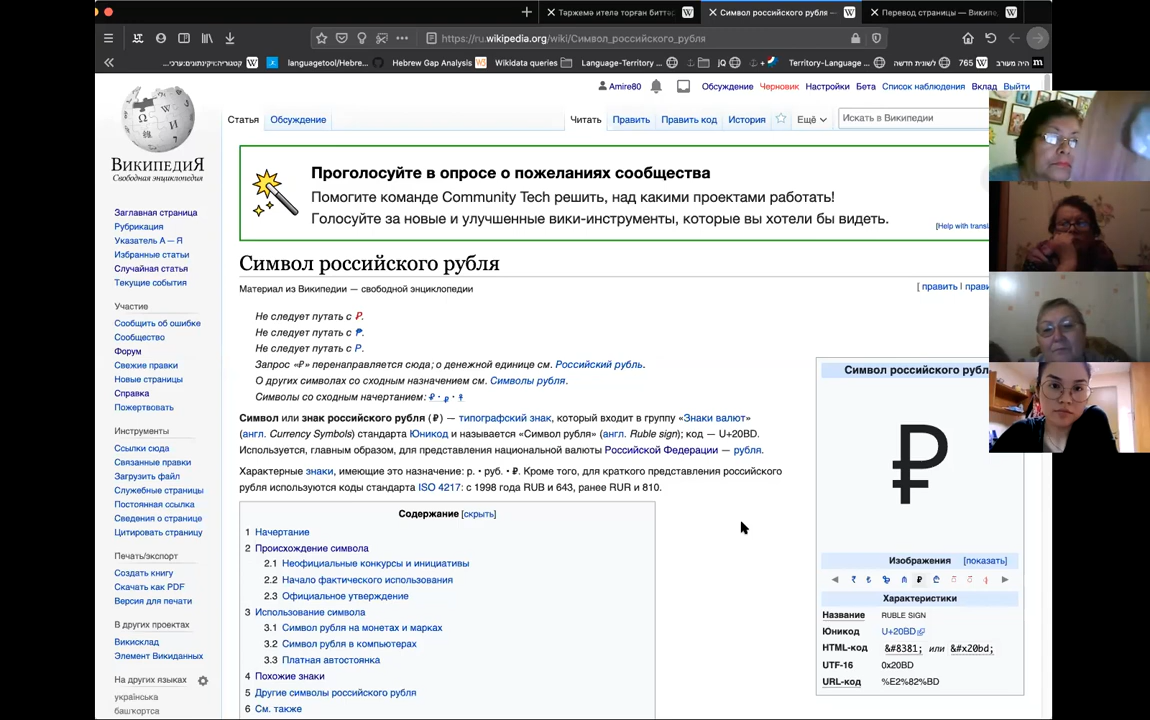 Тәрҗемә ителә торган биттә
Символ российского рубля —
Перевод страницы — Википе
https://ru.wikipedia.org/wiki/Символ_российского_рубля
languagetool/Hebre...
Hebrew Gap Analysis
Wikidata queries
Language-Territory ...
jQ
Territory-Language ...
לשונית חדשה
765
היה מעורב
Amire80
Обсуждение
Черновик
Настройки
Бета
Список наблюдения
Вклад
Выйти
Статья
Обсуждение
Читать
Править
Править код
История
Ещё
Искать в Википедии
ВикипедиЯ
Свободная энциклопедия
Проголосуйте в опросе о пожеланиях сообщества
Помогите команде Community Tech решить, над какими проектами работать!
Голосуйте за новые и улучшенные вики-инструменты, которые вы хотели бы видеть.
[Help with transl
Заглавная страница
Рубрикация
Указатель А — Я
Избранные статьи
Случайная статья
Текущие события
Участие
Сообщить об ошибке
Сообщество
Форум
Свежие правки
Новые страницы
Справка
Пожертвовать
Инструменты
Ссылки сюда
Связанные правки
Загрузить файл
Служебные страницы
Постоянная ссылка
Сведения о странице
Цитировать страницу
Печать/экспорт
Создать книгу
Скачать как PDF
Версия для печати
В других проектах
Викисклад
Элемент Викиданных
На других языках
українська
башҡортса
Символ российского рубля
Материал из Википедии — свободной энциклопедии
[ править | прави
Не следует путать с Ꝑ.
Не следует путать с ₱.
Не следует путать с Р.
Запрос «₽» перенаправляется сюда; о денежной единице см. Российский рубль.
О других символах со сходным назначением см. Символы рубля.
Символ или знак российского рубля (₽) — типографский знак, который входит в группу «Знаки валют»
(англ. Currency Symbols) стандарта Юникод и называется «Символ рубля» (англ. Ruble sign); код — U+20BD.
Используется, главным образом, для представления национальной валюты Российской Федерации — рубля.
Характерные знаки, имеющие это назначение: р. • руб. • ₽. Кроме того, для краткого представления российского
рубля используются коды стандарта ISO 4217: с 1998 года RUB и 643, ранее RUR и 810.
Содержание [скрыть]
1 Начертание
2 Происхождение символа
2.1 Неофициальные конкурсы и инициативы
2.2 Начало фактического использования
2.3 Официальное утверждение
3 Использование символа
3.1 Символ рубля на монетах и марках
3.2 Символ рубля в компьютерах
3.3 Платная автостоянка
4 Похожие знаки
5 Другие символы российского рубля
6 См. также
Символ российского рубл
₽
Изображения [показать]
Характеристики
Название RUBLE SIGN
Юникод U+20BD
HTML-код &#8381; или &#x20bd;
UTF-16 0x20BD
URL-код %E2%82%BD